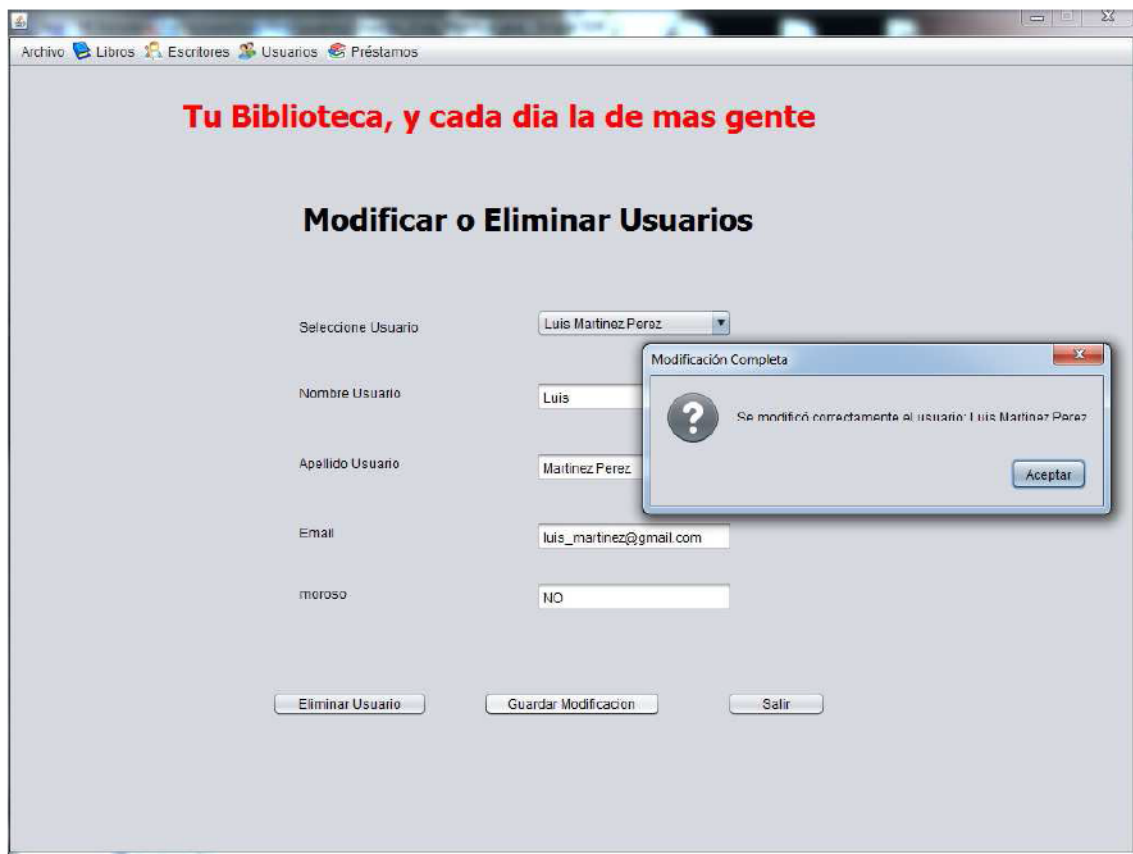 Archivo Libros Escritores Usuarios Préstamos
Tu Biblioteca, y cada dia la de mas gente
Modificar o Eliminar Usuarios
Seleccione Usuario Luis Martinez Perez
Modificación Completa
Nombre Usuario Luis
Se modificó correctamente el usuario: Luis Martinez Perez
Apellido Usuario Martinez Perez
Aceptar
Email luis_martinez@gmail.com
moroso NO
Eliminar Usuario Guardar Modificacion Salir